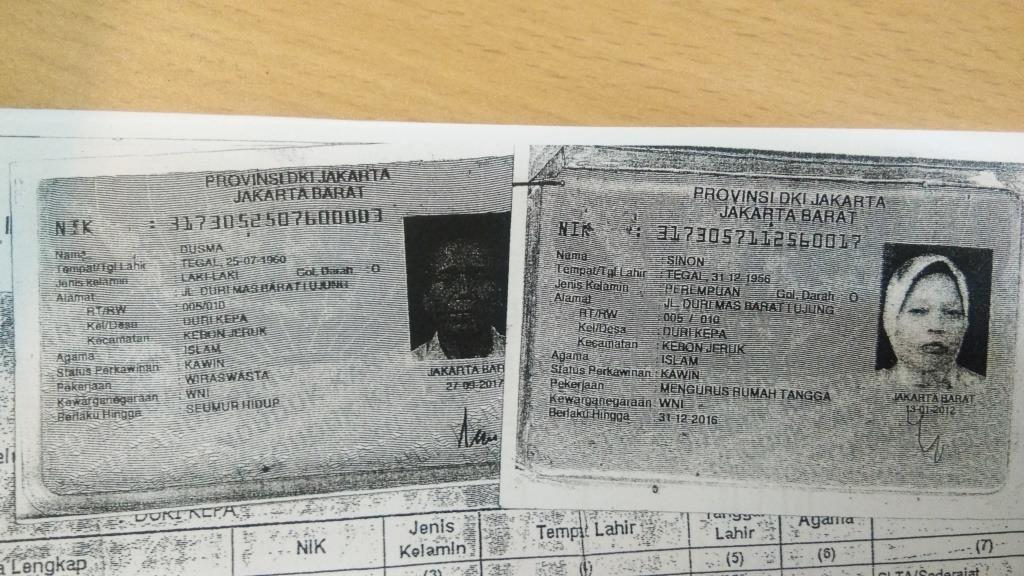 PROVINSI DKI JAKARTA
JAKARTA BARAT
NIK : 3173052507600003
Nama : DUSMA
Tempat/Tgl Lahir : TEGAL, 25-07-1960
Jenis kelamin : LAKI-LAKI Gol. Darah : O
Alamat : JL. DURI MAS BARAT I UJUNG
RT/RW : 005/010
Kel/Desa : DURI KEPA
Kecamatan : KEBON JERUK
Agama : ISLAM
Status Perkawinan : KAWIN
Pekerjaan : WIRASWASTA
Kewarganegaraan : WNI
Berlaku Hingga : SEUMUR HIDUP
JAKARTA BAR
27-09-2017
PROVINSI DKI JAKARTA
JAKARTA BARAT
NIK : 3173057112560017
Nama : SINON
Tempat/Tgl Lahir : TEGAL, 31-12-1956
Jenis Kelamin : PEREMPUAN Gol. Darah : O
Alamat : JL. DURI MAS BARAT I UJUNG
RT/RW : 005 / 010
Kel/Desa : DURI KEPA
Kecamatan : KEBON JERUK
Agama : ISLAM
Status Perkawinan : KAWIN
Pekerjaan : MENGURUS RUMAH TANGGA
Kewarganegaraan : WNI
Berlaku Hingga : 31-12-2016
JAKARTA BARAT
13-01-2012
DURI KEPA
Lengkap NIK Jenis Kelamin Tempat Lahir Tanggal Lahir Agama
(3) (5) (6) (7)
SLTA/Sederajat